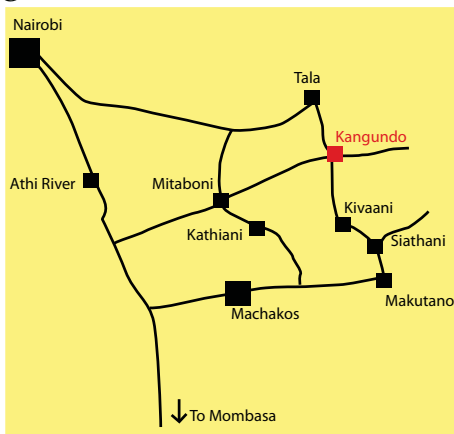 Nairobi
Tala
Kangundo
Athi River
Mitaboni
Kivaani
Kathiani
Siathani
Makutano
Machakos
To Mombasa